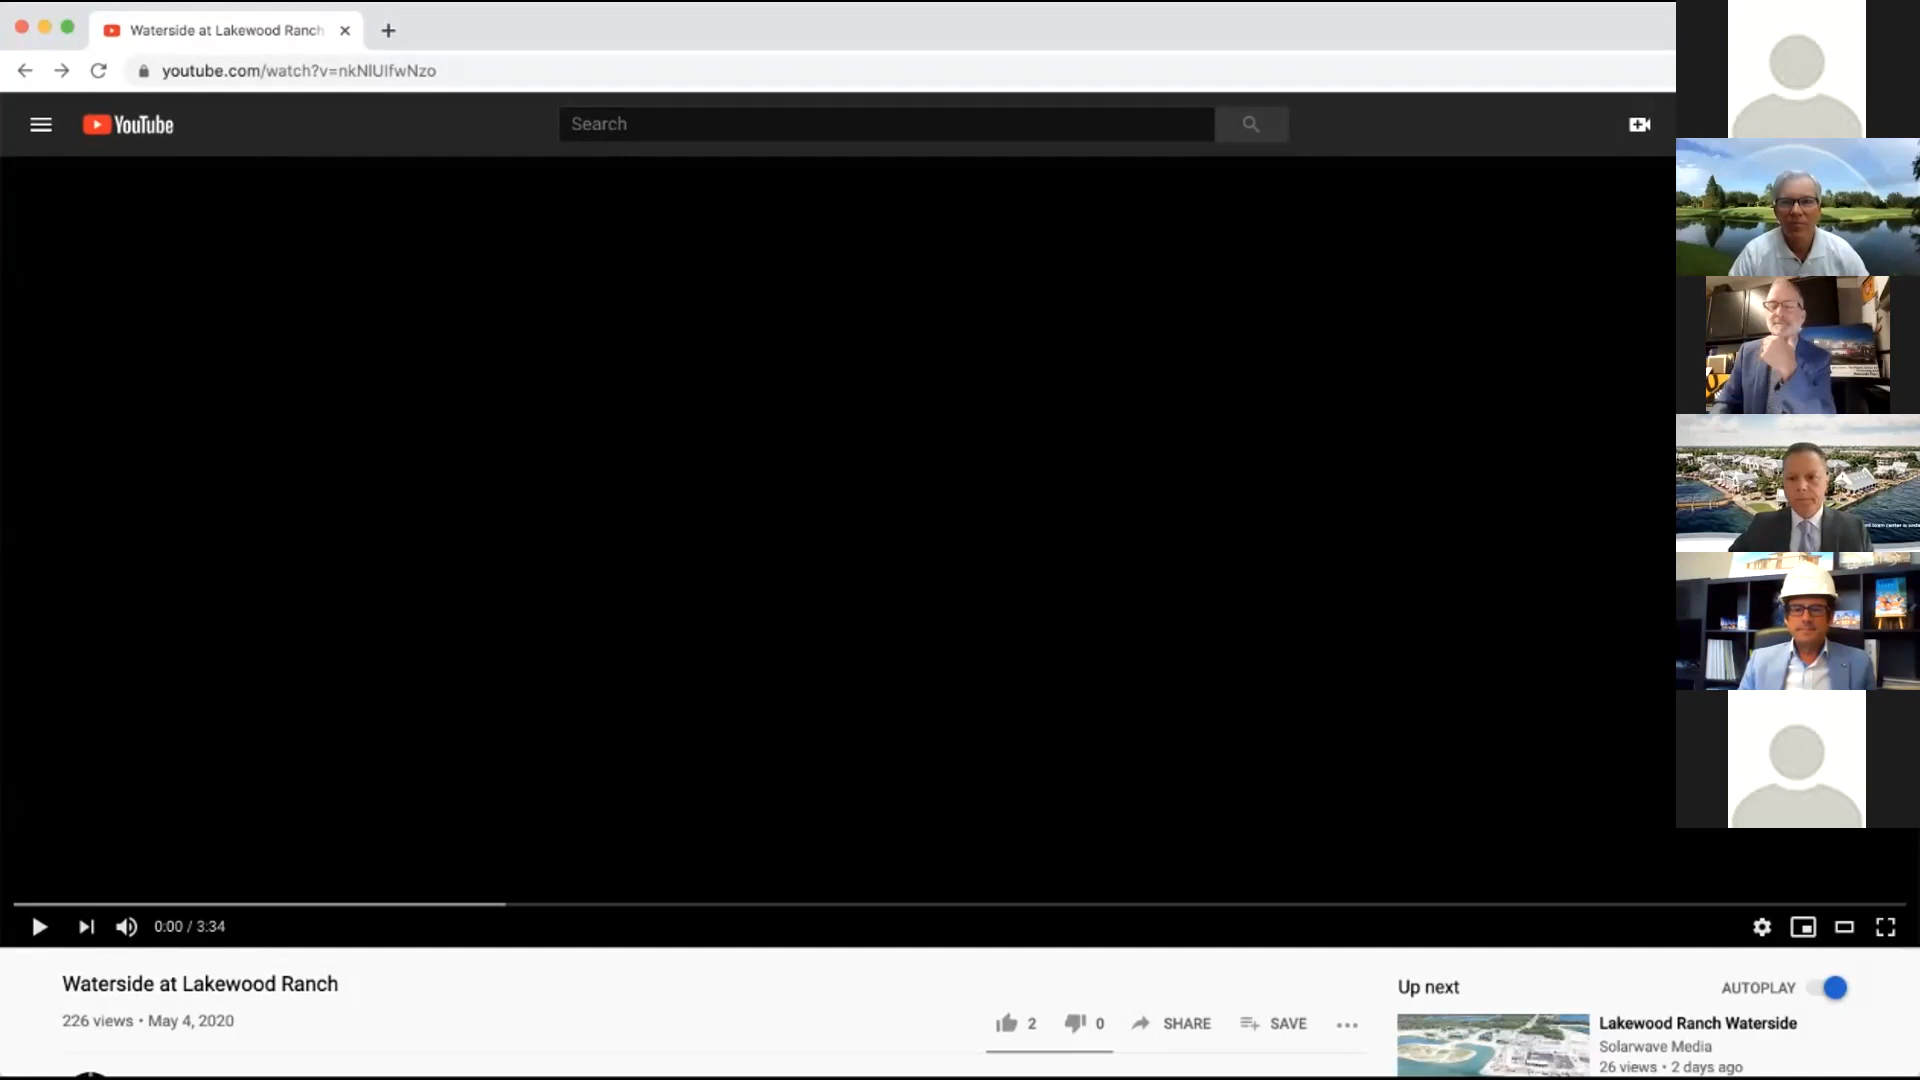 Waterside at Lakewood Ranch
youtube.com/watch?v=nkNlUIfwNzo
YouTube
Search
0:00 / 3:34
Waterside at Lakewood Ranch
226 views • May 4, 2020
2
0
SHARE
SAVE
Up next
AUTOPLAY
Lakewood Ranch Waterside
Solarwave Media
26 views • 2 days ago